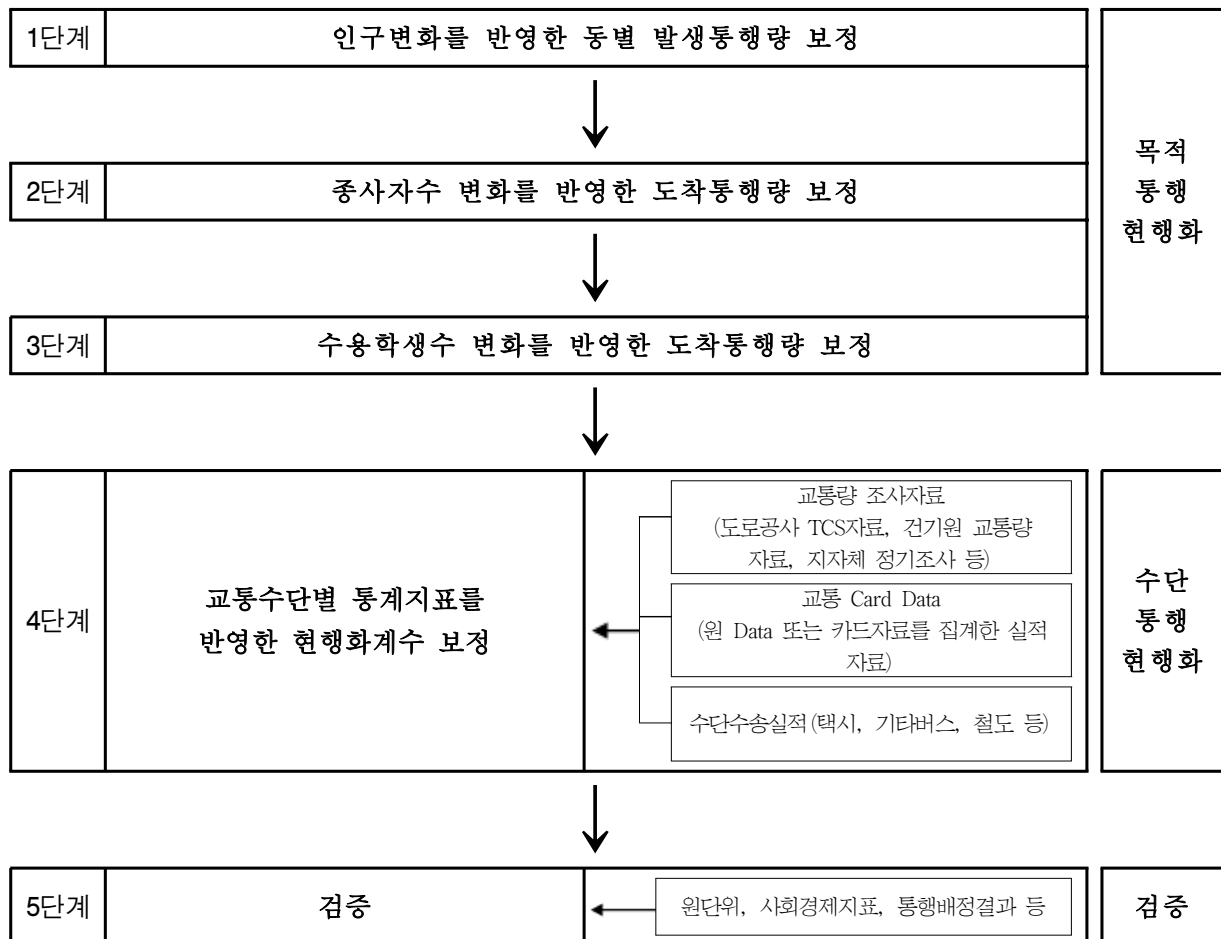 1단계
인구변화를 반영한 동별 발생통행량 보정
2단계
종사자수 변화를 반영한 도착통행량 보정
3단계
수용학생수 변화를 반영한 도착통행량 보정
목적
통행
현행화
4단계
교통수단별 통계지표를
반영한 현행화계수 보정
교통량 조사자료
(도로공사 TCS자료, 건기원 교통량
자료, 지자체 정기조사 등)
교통 Card Data
(원 Data 또는 카드자료를 집계한 실적
자료)
수단수송실적(택시, 기타버스, 철도 등)
수단
통행
현행화
5단계
검증
원단위, 사회경제지표, 통행배정결과 등
검증